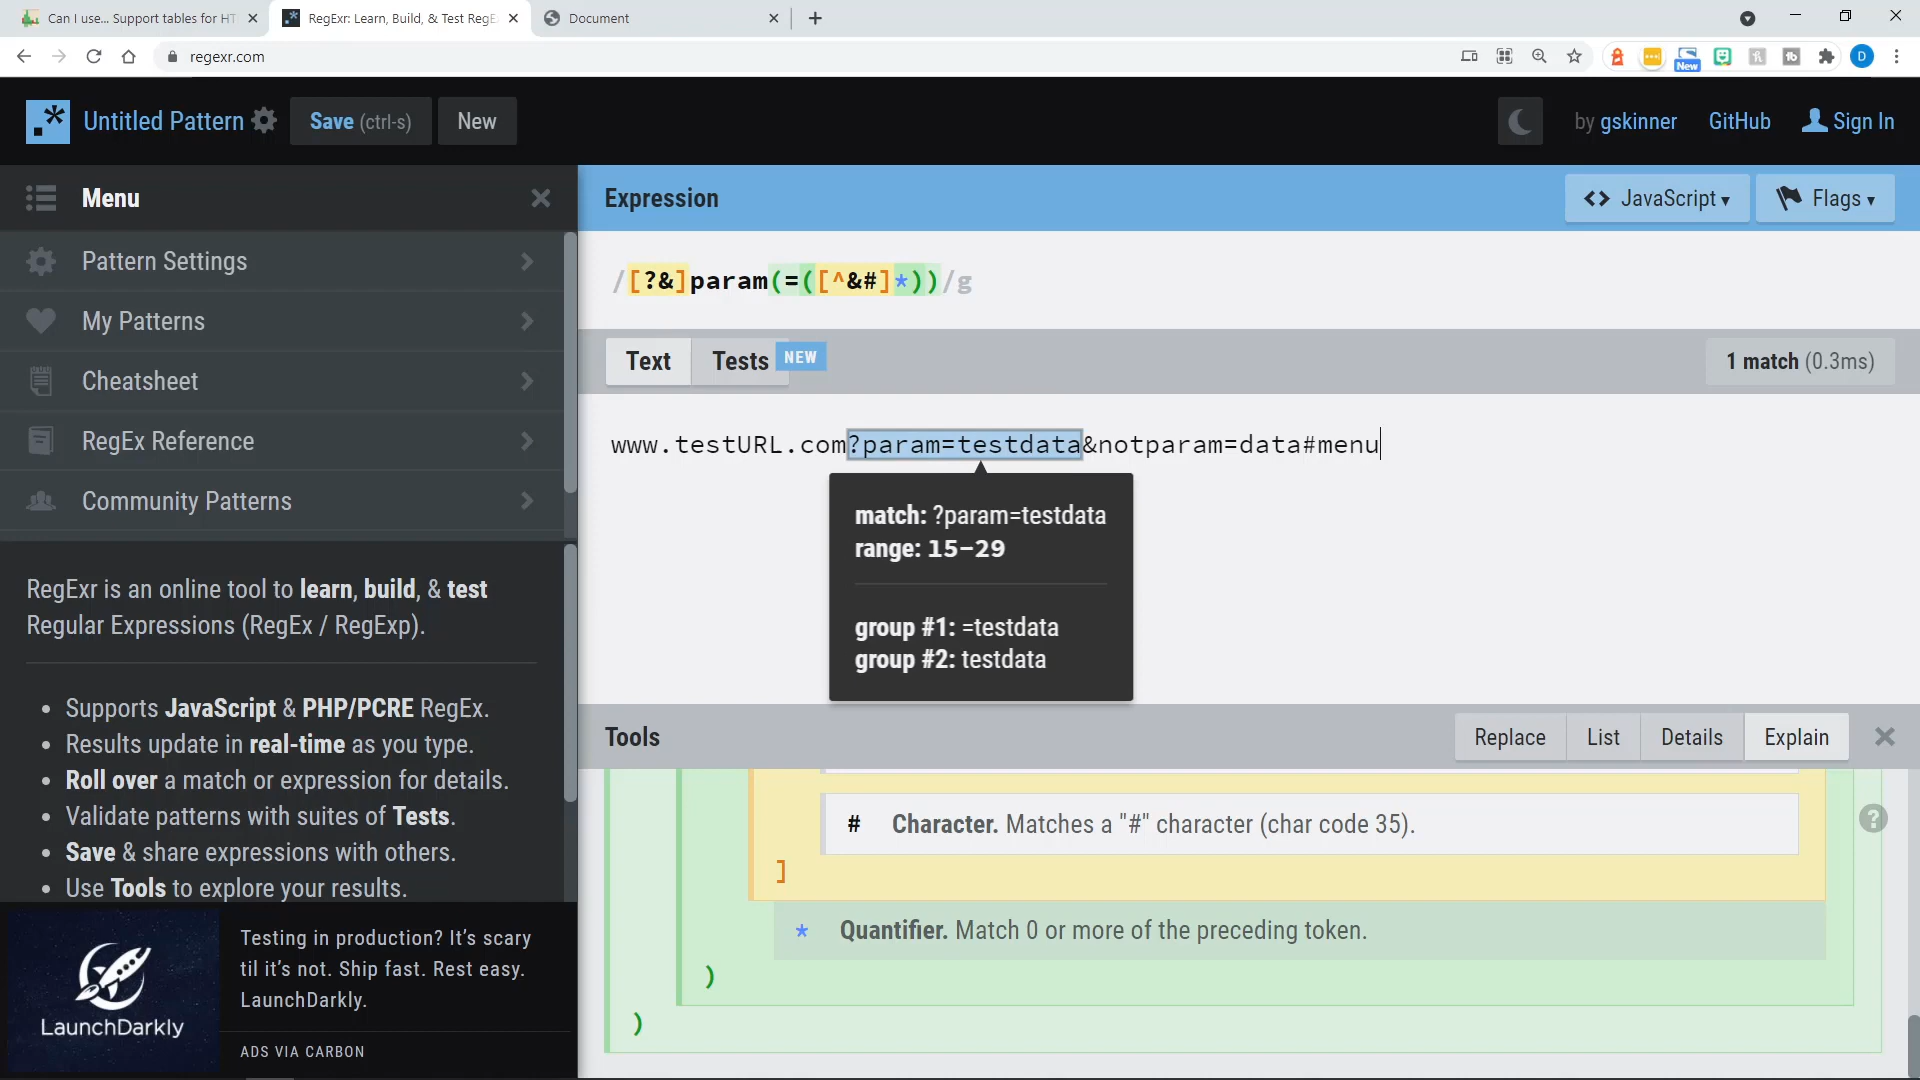 Can I use... Support tables for HT
RegExr: Learn, Build, & Test RegE
Document
regexr.com
New
D
.*
Untitled Pattern
Save (ctrl-s)
New
by gskinner
GitHub
Sign In
Menu
Expression
<> JavaScript ▾
Flags ▾
Pattern Settings
My Patterns
Cheatsheet
RegEx Reference
Community Patterns
/[?&]param(=([^&#]*))/g
Text
Tests
NEW
1 match (0.3ms)
www.testURL.com?param=testdata&notparam=data#menu
match: ?param=testdata
range: 15-29
group #1: =testdata
group #2: testdata
RegExr is an online tool to learn, build, & test
Regular Expressions (RegEx / RegExp).
• Supports JavaScript & PHP/PCRE RegEx.
• Results update in real-time as you type.
• Roll over a match or expression for details.
• Validate patterns with suites of Tests.
• Save & share expressions with others.
• Use Tools to explore your results.
Tools
Replace
List
Details
Explain
# Character. Matches a "#" character (char code 35).
]
* Quantifier. Match 0 or more of the preceding token.
)
)
?
LaunchDarkly
Testing in production? It's scary
til it's not. Ship fast. Rest easy.
LaunchDarkly.
ADS VIA CARBON